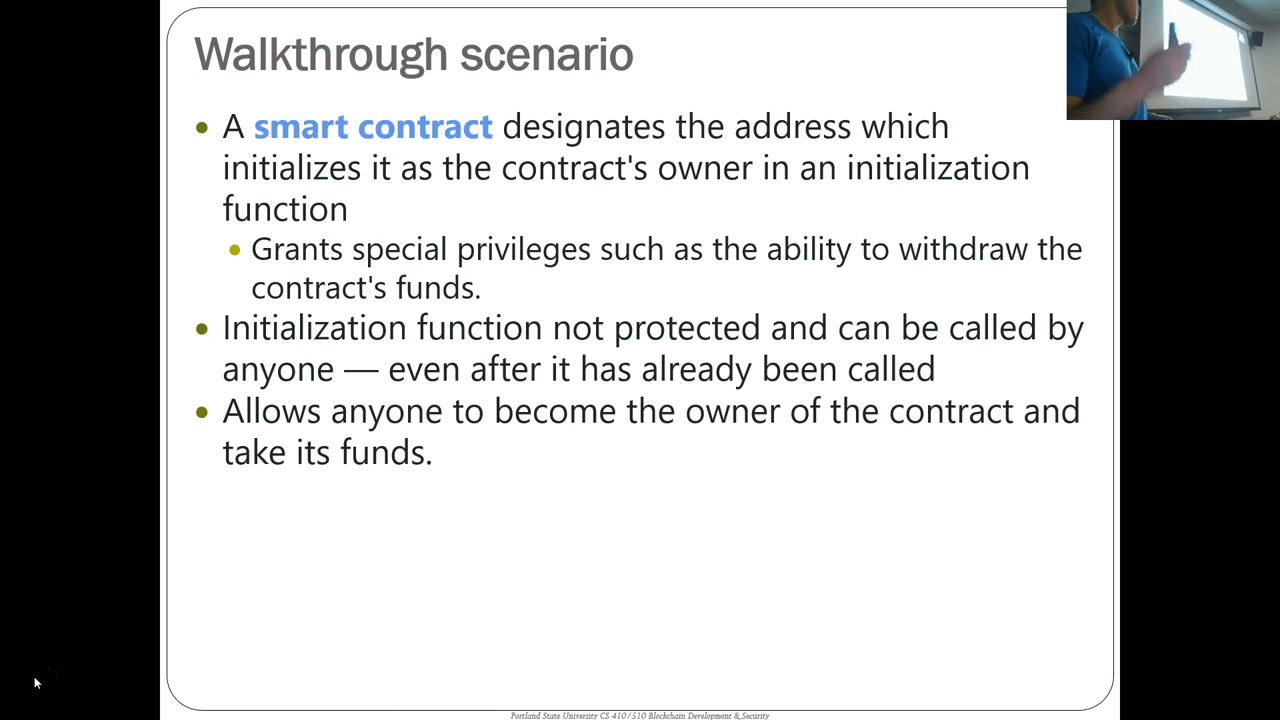 Walkthrough scenario
• A smart contract designates the address which
initializes it as the contract's owner in an initialization
function
• Grants special privileges such as the ability to withdraw the
contract's funds.
• Initialization function not protected and can be called by
anyone — even after it has already been called
• Allows anyone to become the owner of the contract and
take its funds.
Portland State University CS 410/510 Blockchain Development & Security